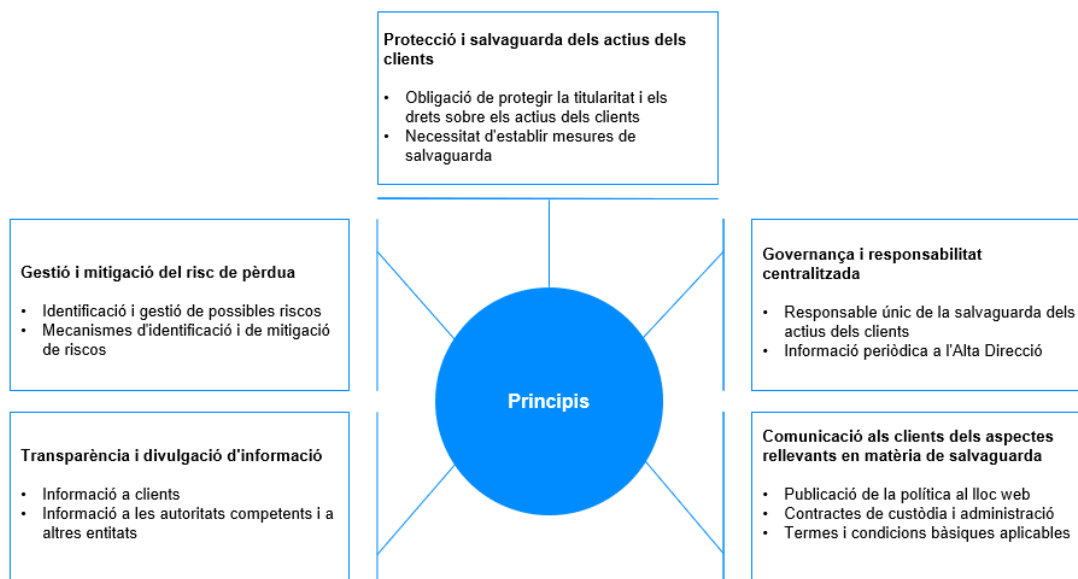 Protecció i salvaguarda dels actius dels
clients
• Obligació de protegir la titularitat i els
drets sobre els actius dels clients
• Necessitat d'establir mesures de
salvaguarda
Gestió i mitigació del risc de pèrdua
• Identificació i gestió de possibles riscos
• Mecanismes d'identificació i de mitigació
de riscos
Governança i responsabilitat
centralitzada
• Responsable únic de la salvaguarda dels
actius dels clients
• Informació periòdica a l'Alta Direcció
Principis
Transparència i divulgació d'informació
• Informació a clients
• Informació a les autoritats competents i a
altres entitats
Comunicació als clients dels aspectes
rellevants en matèria de salvaguarda
• Publicació de la política al lloc web
• Contractes de custòdia i administració
• Termes i condicions bàsiques aplicables